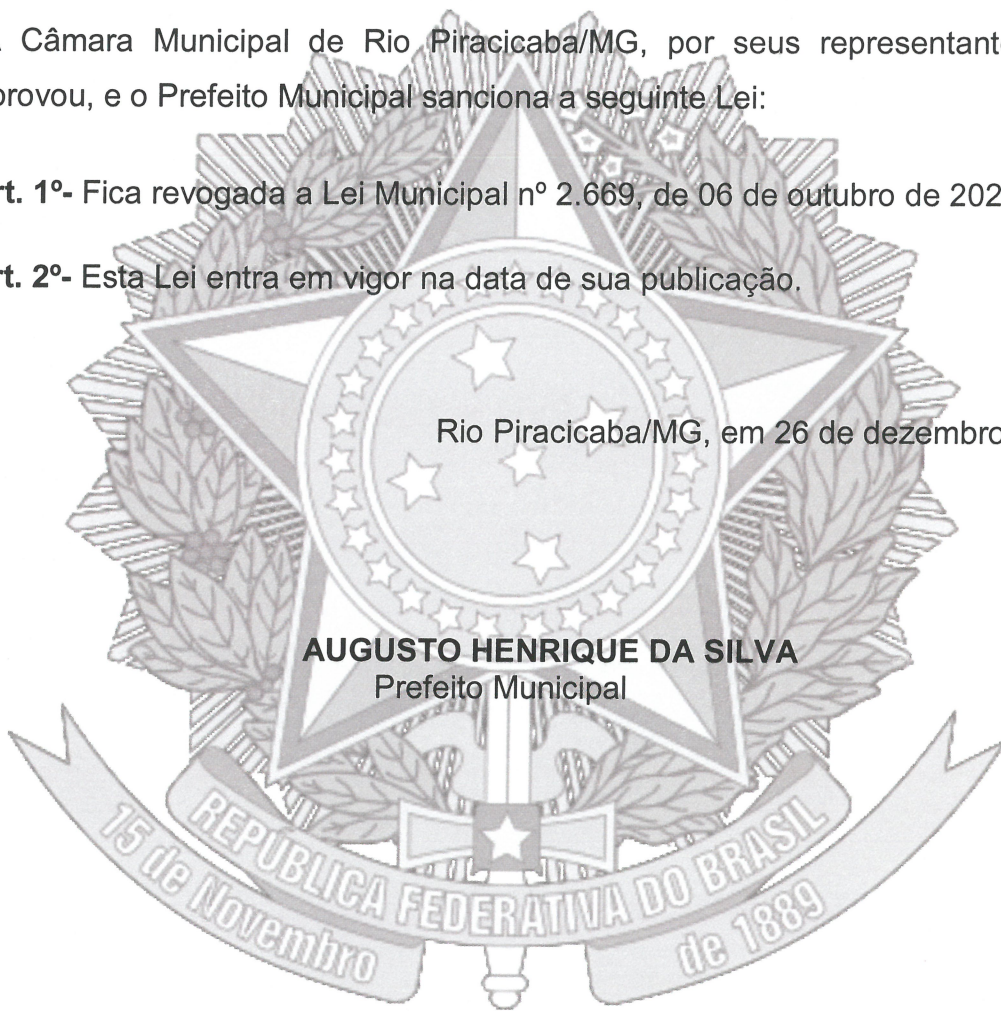 Câmara Municipal de Rio Piracicaba/MG, por seus representant
provou, e o Prefeito Municipal sanciona a seguinte Lei:
rt. 1º- Fica revogada a Lei Municipal nº 2.669, de 06 de outubro de 202
rt. 2º- Esta Lei entra em vigor na data de sua publicação.
Rio Piracicaba/MG, em 26 de dezembro
AUGUSTO HENRIQUE DA SILVA
Prefeito Municipal
REPÚBLICA FEDERATIVA DO BRASIL
15 de Novembro de 1889